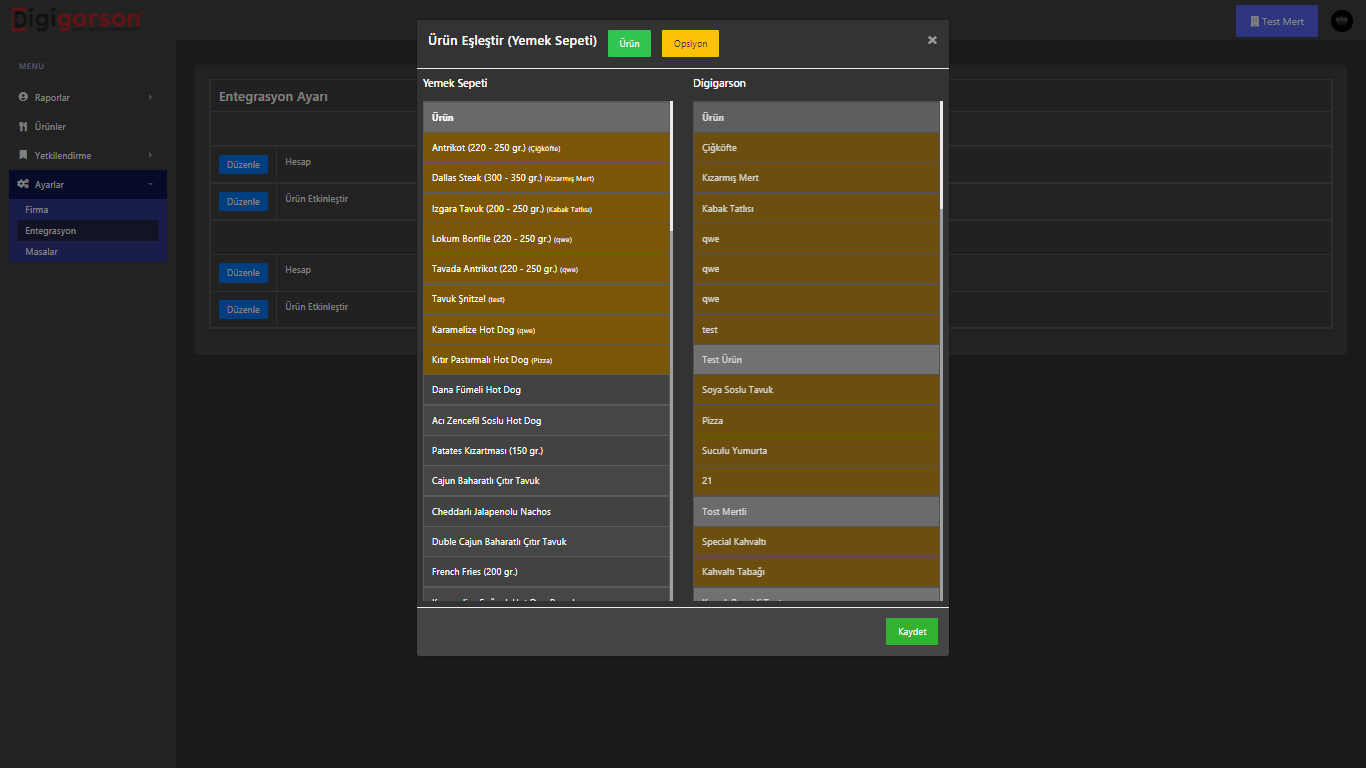 Digigarson
Test Mert
MENU
Raporlar
Ürünler
Yetkilendirme
Ayarlar
Firma
Entegrasyon
Masalar
Entegrasyon Ayarı
Düzenle Hesap
Düzenle Ürün Etkinleştir
Düzenle Hesap
Düzenle Ürün Etkinleştir
Ürün Eşleştir (Yemek Sepeti) Ürün Opsiyon ×
Yemek Sepeti
Ürün
Antrikot (220 - 250 gr.) (Çiğköfte)
Dallas Steak (300 - 350 gr.) (Kızarmış Mert)
Izgara Tavuk (200 - 250 gr.) (Kabak Tatlısı)
Lokum Bonfile (220 - 250 gr.) (qwe)
Tavada Antrikot (220 - 250 gr.) (qwe)
Tavuk Şnitzel (test)
Karamelize Hot Dog (qwe)
Kıtır Pastırmalı Hot Dog (Pizza)
Dana Fümeli Hot Dog
Acı Zencefil Soslu Hot Dog
Patates Kızartması (150 gr.)
Cajun Baharatlı Çıtır Tavuk
Cheddarlı Jalapenolu Nachos
Duble Cajun Baharatlı Çıtır Tavuk
French Fries (200 gr.)
Digigarson
Ürün
Çiğköfte
Kızarmış Mert
Kabak Tatlısı
qwe
qwe
qwe
test
Test Ürün
Soya Soslu Tavuk
Pizza
Suculu Yumurta
21
Tost Mertli
Special Kahvaltı
Kahvaltı Tabağı
Kaydet